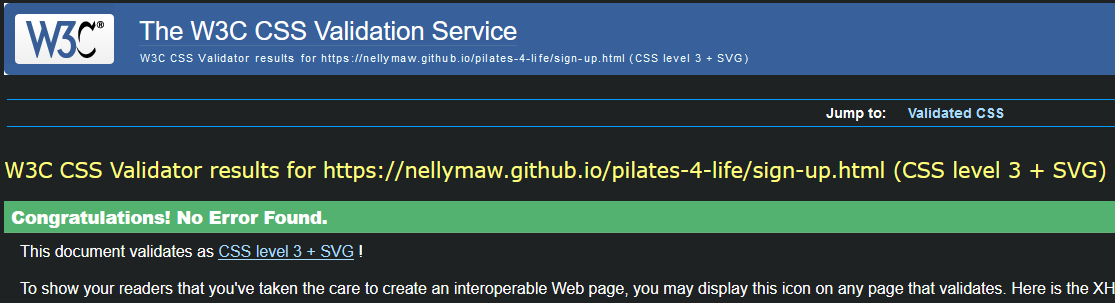 W3C®
The W3C CSS Validation Service
W3C CSS Validator results for https://nellymaw.github.io/pilates-4-life/sign-up.html (CSS level 3 + SVG)
Jump to: Validated CSS
W3C CSS Validator results for https://nellymaw.github.io/pilates-4-life/sign-up.html (CSS level 3 + SVG)
Congratulations! No Error Found.
This document validates as CSS level 3 + SVG !
To show your readers that you've taken the care to create an interoperable Web page, you may display this icon on any page that validates. Here is the XH